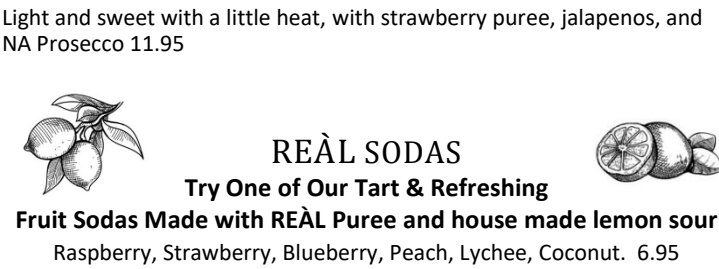 Light and sweet with a little heat, with strawberry puree, jalapenos, and
NA Prosecco 11.95
REÀL SODAS
Try One of Our Tart & Refreshing
Fruit Sodas Made with REÀL Puree and house made lemon sour
Raspberry, Strawberry, Blueberry, Peach, Lychee, Coconut. 6.95